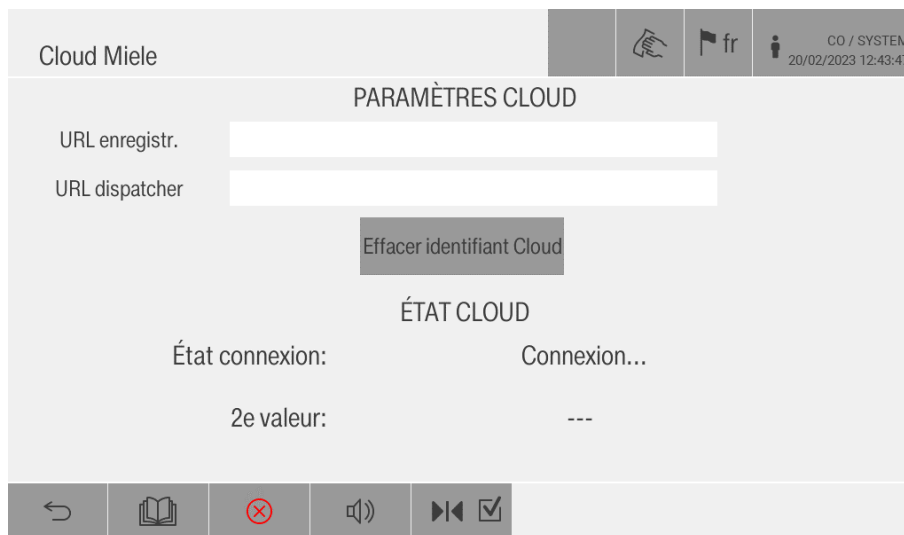 Cloud Miele
fr
CO / SYSTEM
20/02/2023 12:43:47
PARAMÈTRES CLOUD
URL enregistr.
URL dispatcher
Effacer identifiant Cloud
ÉTAT CLOUD
État connexion: Connexion...
2e valeur: ---